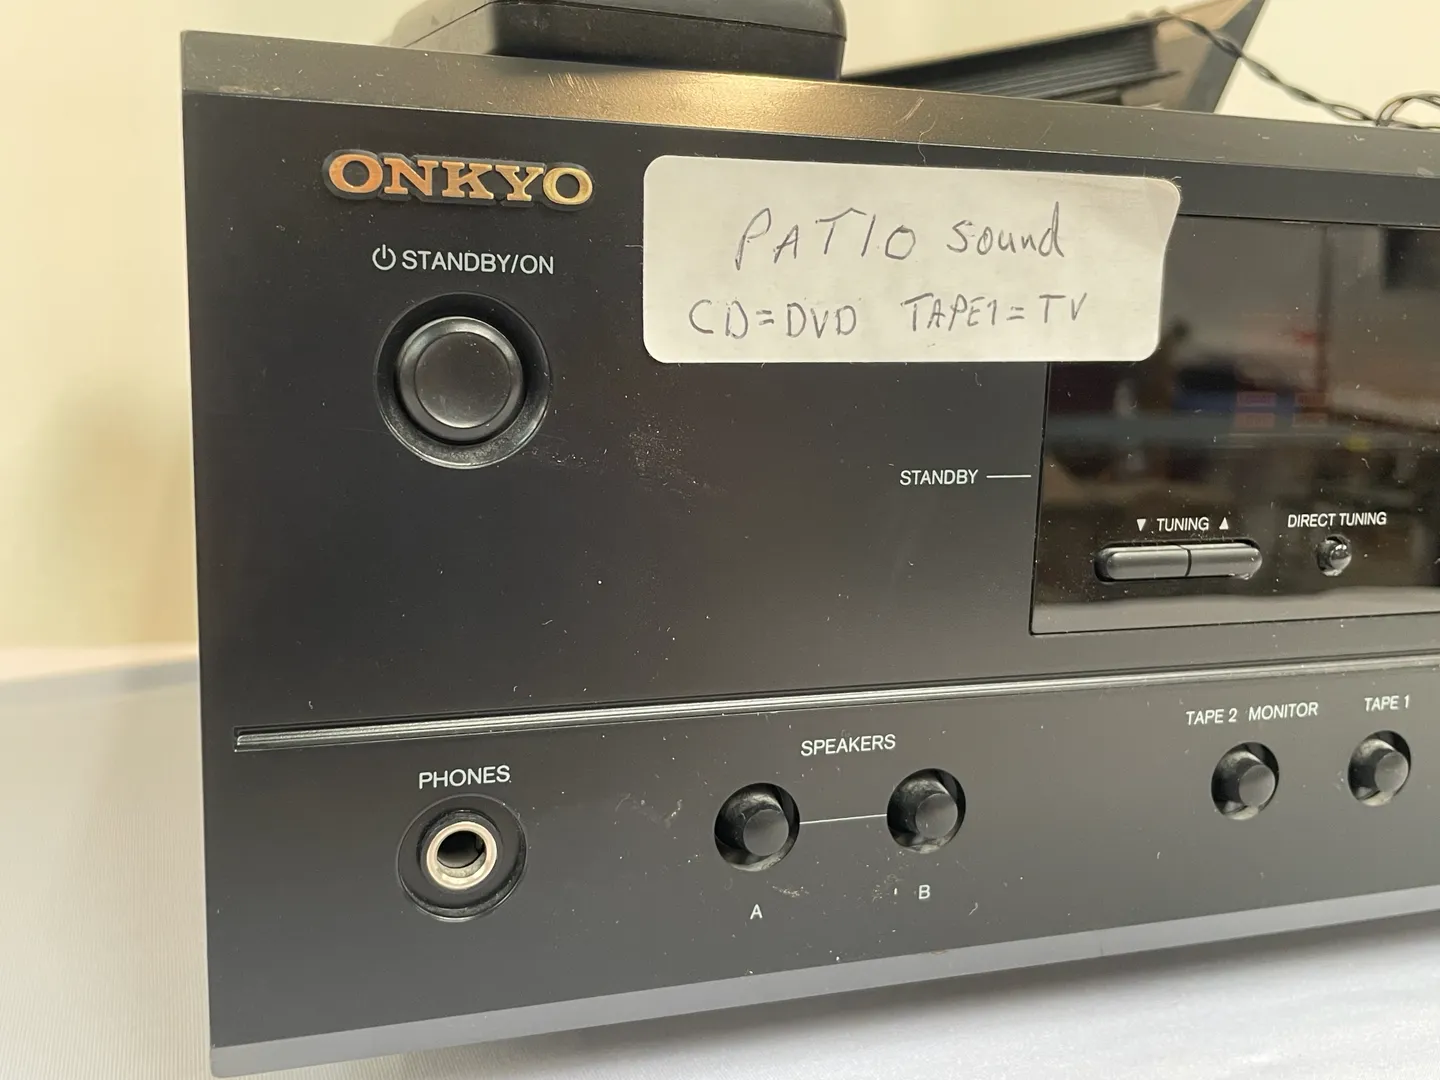 ONKYO
⏻ STANDBY/ON
PATIO sound
CD=DVD TAPE1=TV
STANDBY
▼ TUNING ▲
DIRECT TUNING
TAPE 2 MONITOR
TAPE 1
SPEAKERS
PHONES
A
B